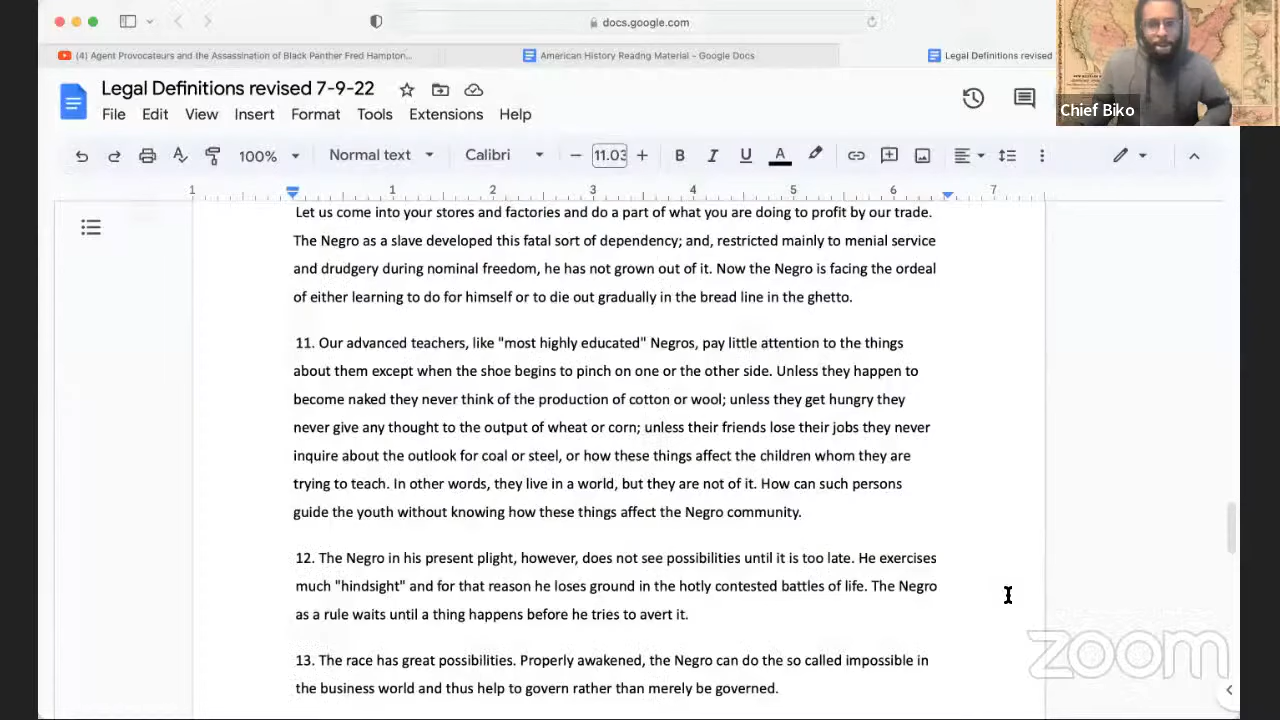 docs.google.com
(4) Agent Provocateurs and the Assassination of Black Panther Fred Hampton...
American History Readng Material - Google Docs
Legal Definitions revised
Legal Definitions revised 7-9-22
File Edit View Insert Format Tools Extensions Help
Chief Biko
100% Normal text Calibri 11.03 B I U A
1 1 2 3 4 5 6 7
Let us come into your stores and factories and do a part of what you are doing to profit by our trade.
The Negro as a slave developed this fatal sort of dependency; and, restricted mainly to menial service
and drudgery during nominal freedom, he has not grown out of it. Now the Negro is facing the ordeal
of either learning to do for himself or to die out gradually in the bread line in the ghetto.
11. Our advanced teachers, like "most highly educated" Negros, pay little attention to the things
about them except when the shoe begins to pinch on one or the other side. Unless they happen to
become naked they never think of the production of cotton or wool; unless they get hungry they
never give any thought to the output of wheat or corn; unless their friends lose their jobs they never
inquire about the outlook for coal or steel, or how these things affect the children whom they are
trying to teach. In other words, they live in a world, but they are not of it. How can such persons
guide the youth without knowing how these things affect the Negro community.
12. The Negro in his present plight, however, does not see possibilities until it is too late. He exercises
much "hindsight" and for that reason he loses ground in the hotly contested battles of life. The Negro
as a rule waits until a thing happens before he tries to avert it.
13. The race has great possibilities. Properly awakened, the Negro can do the so called impossible in
the business world and thus help to govern rather than merely be governed.
zoom